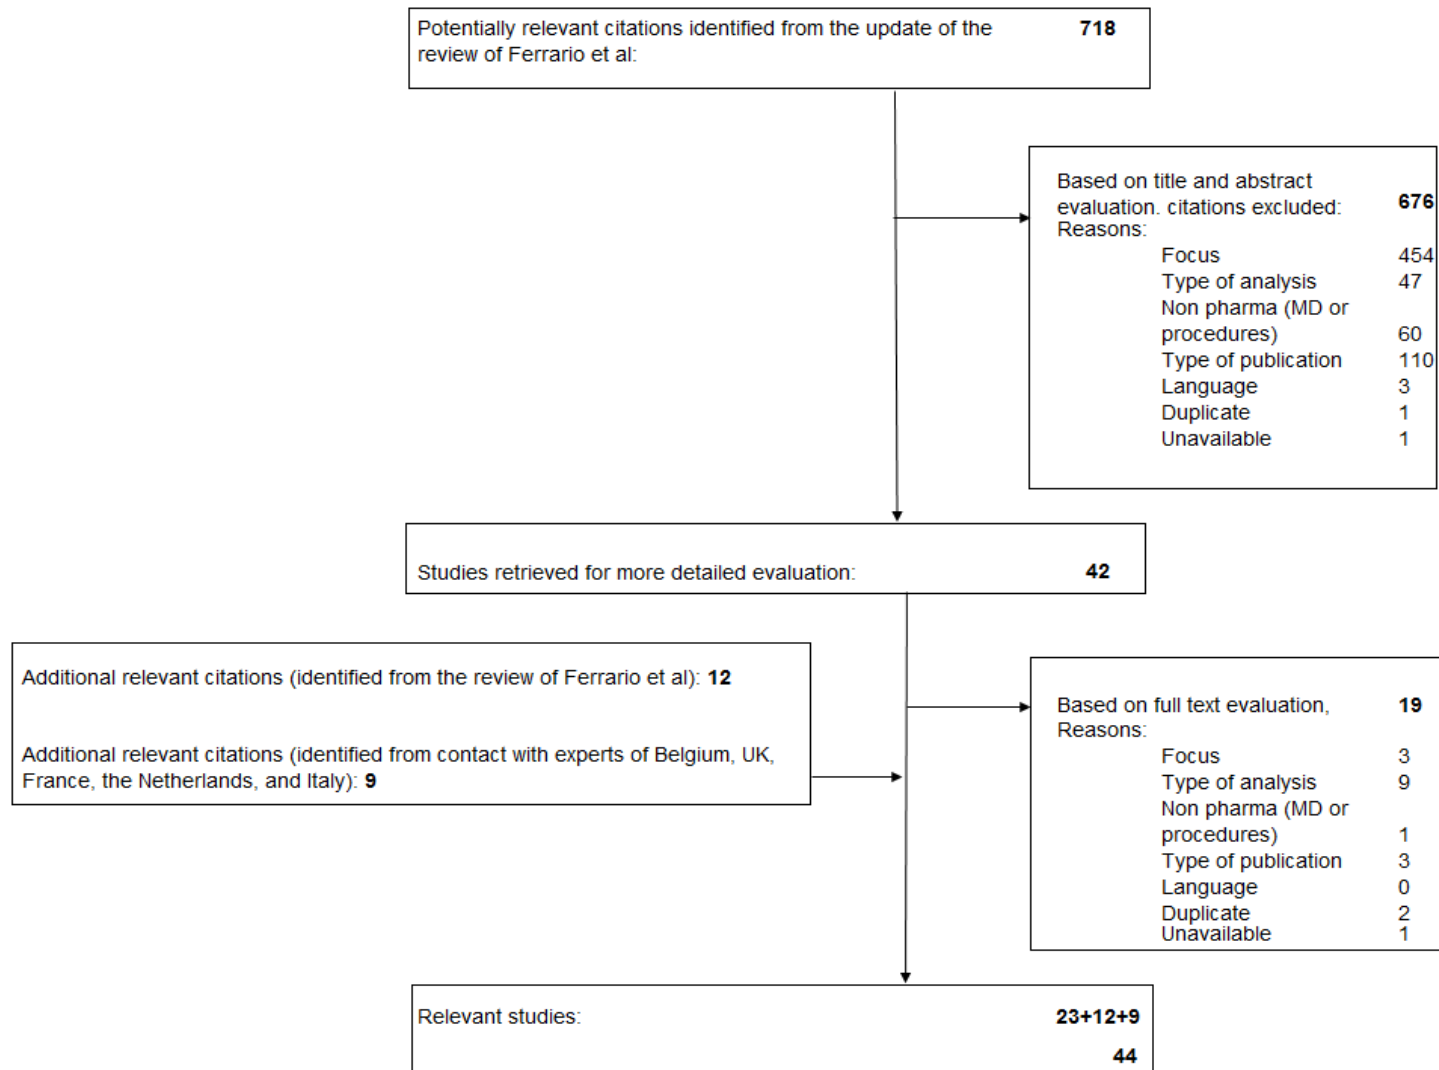 Potentially relevant citations identified from the update of the 718
review of Ferrario et al:
Based on title and abstract
evaluation. citations excluded: 676
Reasons:
Focus 454
Type of analysis 47
Non pharma (MD or
procedures) 60
Type of publication 110
Language 3
Duplicate 1
Unavailable 1
Studies retrieved for more detailed evaluation: 42
Additional relevant citations (identified from the review of Ferrario et al): 12
Additional relevant citations (identified from contact with experts of Belgium, UK,
France, the Netherlands, and Italy): 9
Based on full text evaluation, 19
Reasons:
Focus 3
Type of analysis 9
Non pharma (MD or
procedures) 1
Type of publication 3
Language 0
Duplicate 2
Unavailable 1
Relevant studies: 23+12+9
44